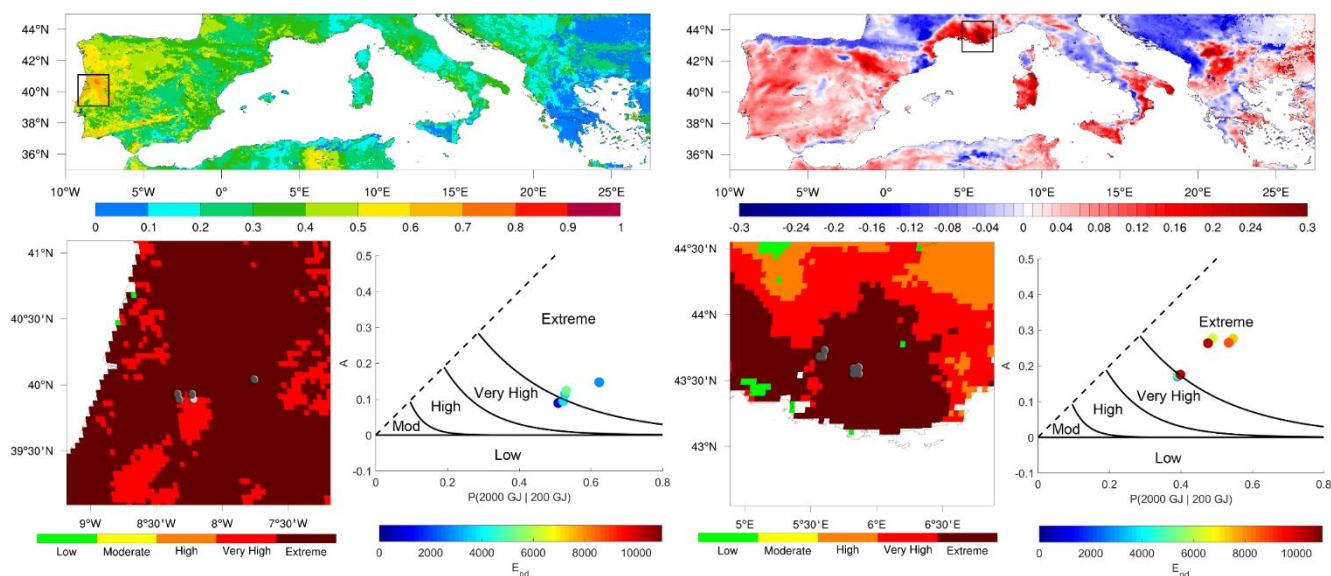 44°N
42°N
40°N
38°N
36°N
10°W 5°W 0° 5°E 10°E 15°E 20°E 25°E
0 0.1 0.2 0.3 0.4 0.5 0.6 0.7 0.8 0.9 1
44°N
42°N
40°N
38°N
36°N
10°W 5°W 0° 5°E 10°E 15°E 20°E 25°E
-0.3 -0.24 -0.18 -0.12 -0.06 0 0.04 0.08 0.12 0.16 0.2 0.24 0.3
41°N
40°30'N
40°N
39°30'N
9°W 8°30'W 8°W 7°30'W
Low Moderate High Very High Extreme
0.5
0.4
0.3
0.2
0.1
0
-0.1
A
Extreme
Very High
High
Mod
Low
0 0.2 0.4 0.6 0.8
P(2000 GJ | 200 GJ)
0 2000 4000 6000 8000 10000
E_pd
44°30'N
44°N
43°30'N
43°N
5°E 5°30'E 6°E 6°30'E
Low Moderate High Very High Extreme
0.5
0.4
0.3
0.2
0.1
0
-0.1
A
Extreme
Very High
High
Mod
Low
0 0.2 0.4 0.6 0.8
P(2000 GJ | 200 GJ)
0 2000 4000 6000 8000 10000
E_pd